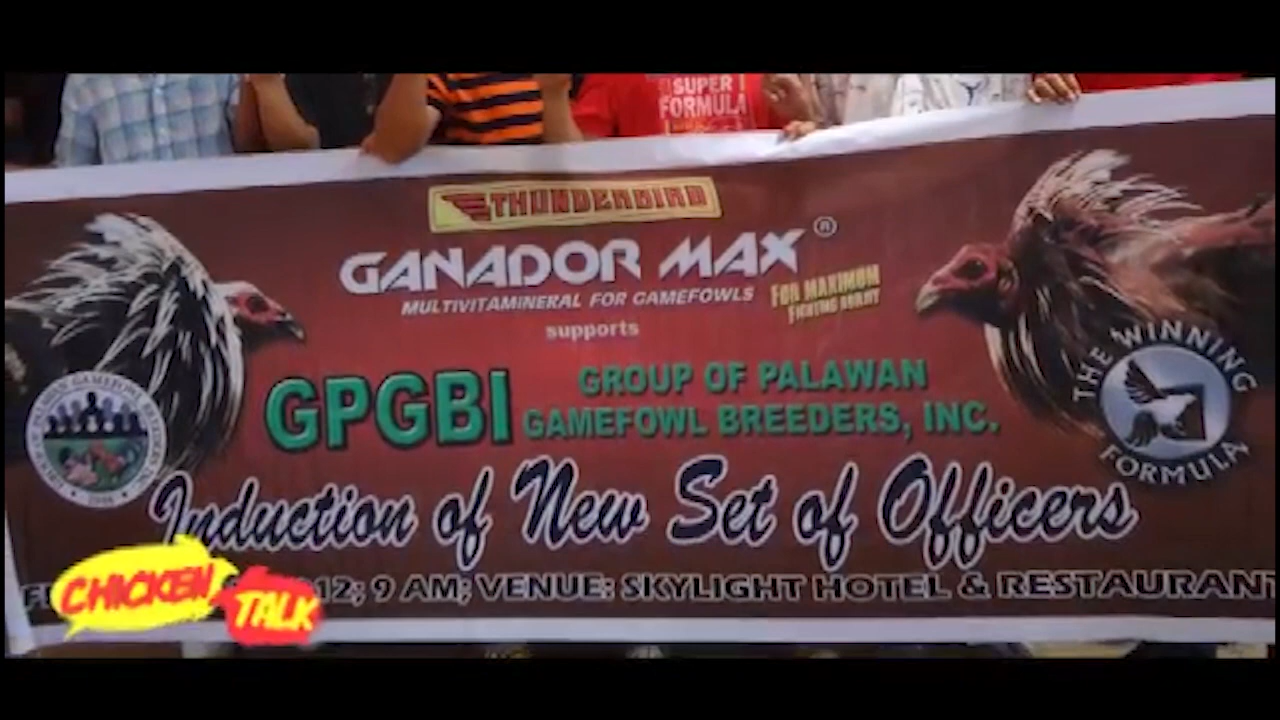 SUPER
FORMULA
THUNDERBIRD
GANADOR MAX®
MULTIVITAMINERAL FOR GAMEFOWLS
FOR MAXIMUM
FIGHTING ABILITY
supports
GPGBI
GROUP OF PALAWAN
GAMEFOWL BREEDERS, INC.
THE WINNING
FORMULA
Induction of New Set of Officers
12; 9 AM; VENUE: SKYLIGHT HOTEL & RESTAURANT
CHICKEN
TALK